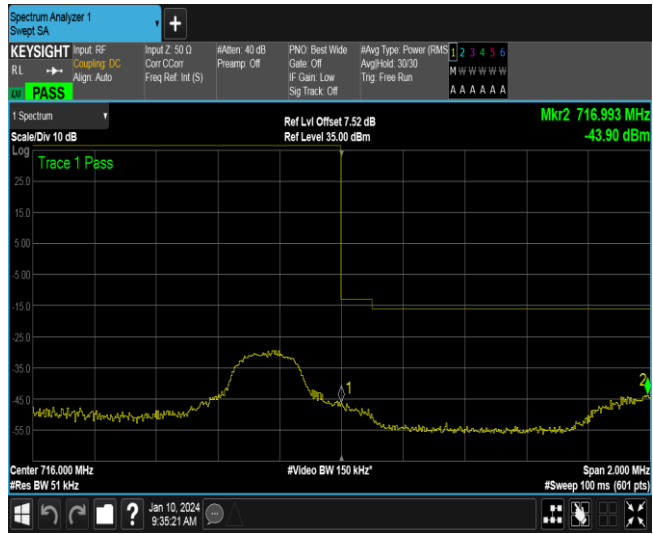 Spectrum Analyzer 1
Swept SA
+
KEYSIGHT Input: RF Input Z: 50 Ω #Atten: 40 dB PNO: Best Wide #Avg Type: Power (RMS 1 2 3 4 5 6
Coupling: DC Corr CCorr Preamp: Off Gate: Off Avg|Hold: 30/30 M W W W W W
RL Align: Auto Freq Ref: Int (S) IF Gain: Low Trig: Free Run
Sig Track: Off A A A A A A
PASS
1 Spectrum Ref Lvl Offset 7.52 dB Mkr2 716.993 MHz
Scale/Div 10 dB Ref Level 35.00 dBm -43.90 dBm
Log
Trace 1 Pass
25.0
15.0
5.00
-5.00
-15.0
-25.0
-35.0
1
2
-45.0
-55.0
Center 716.000 MHz #Video BW 150 kHz* Span 2.000 MHz
#Res BW 51 kHz #Sweep 100 ms (601 pts)
? Jan 10, 2024
9:35:21 AM